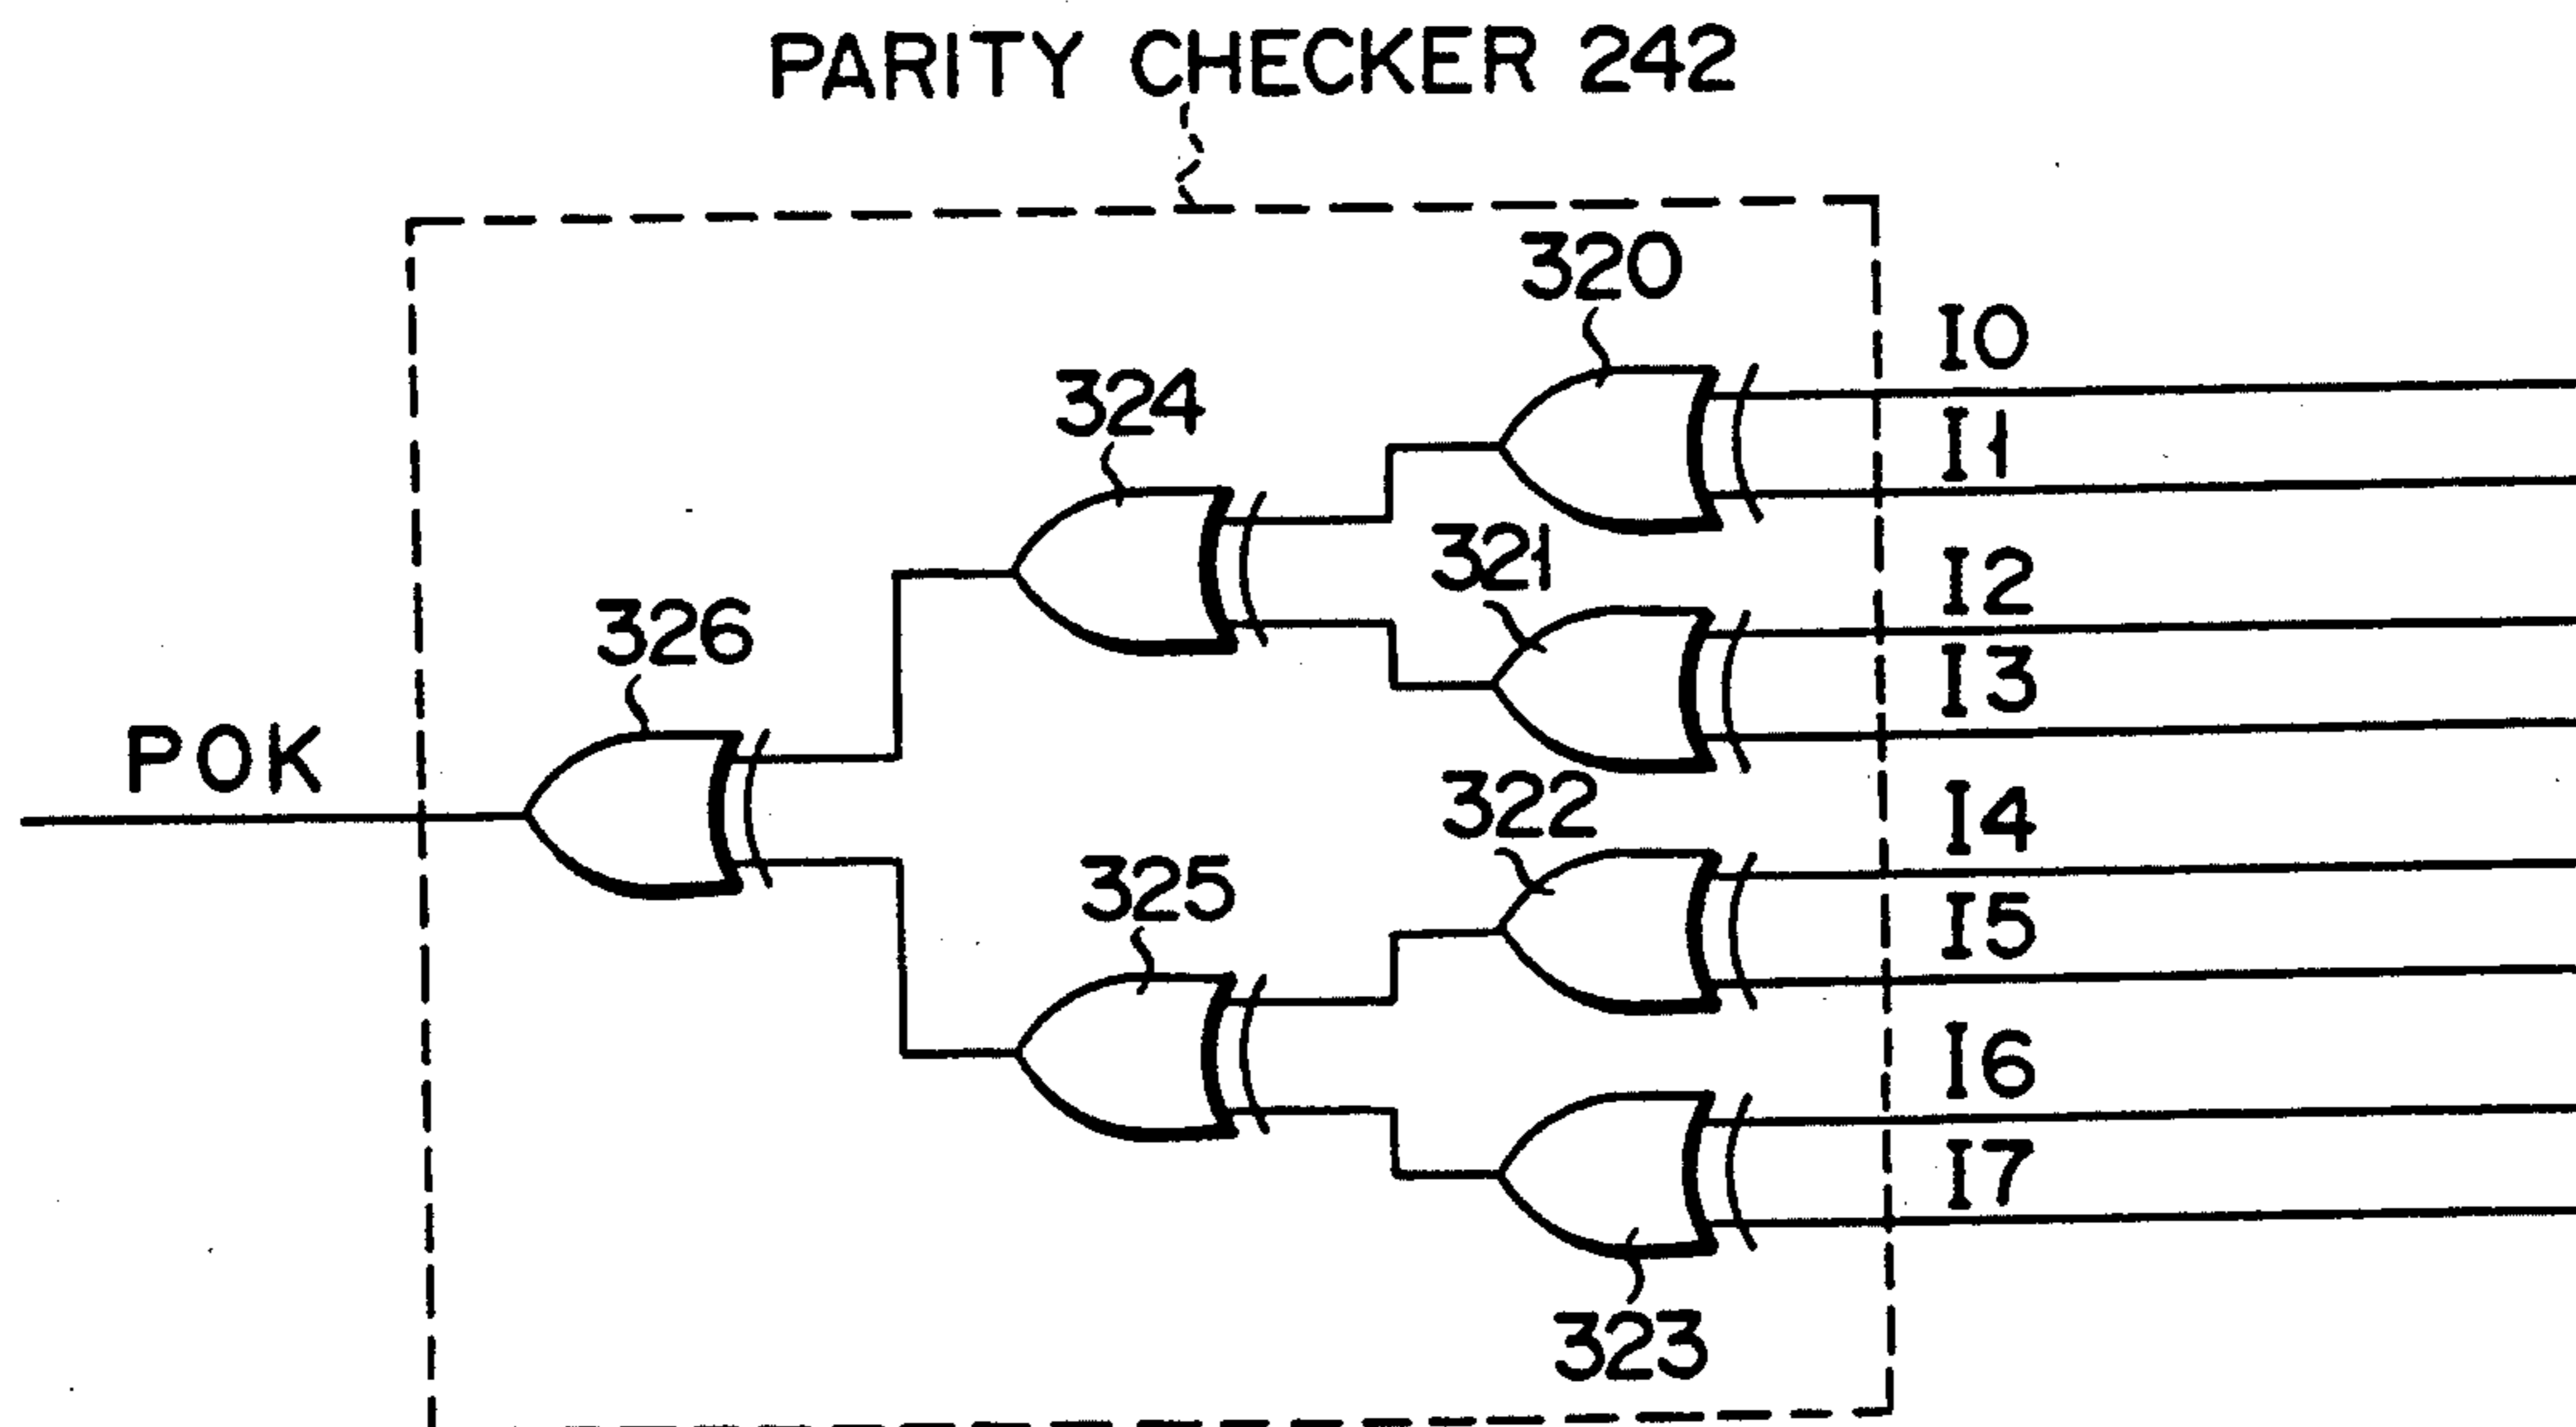 PARITY CHECKER 242
320
I0
324
I1
321
I2
326
I3
POK
322
I4
325
I5
I6
I7
323